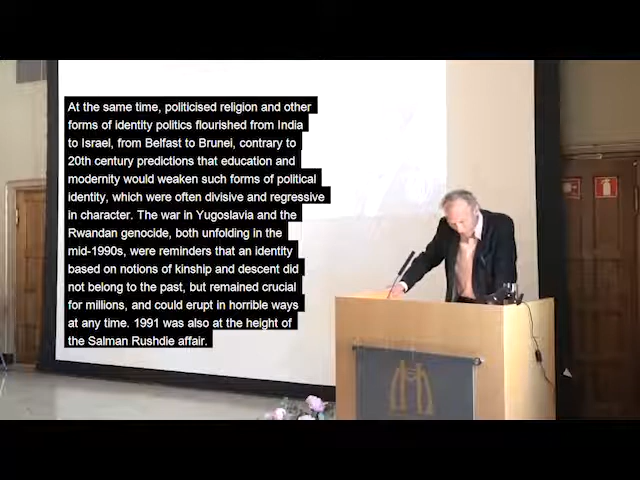 At the same time, politicised religion and other
forms of identity politics flourished from India
to Israel, from Belfast to Brunei, contrary to
20th century predictions that education and
modernity would weaken such forms of political
identity, which were often divisive and regressive
in character. The war in Yugoslavia and the
Rwandan genocide, both unfolding in the
mid-1990s, were reminders that an identity
based on notions of kinship and descent did
not belong to the past, but remained crucial
for millions, and could erupt in horrible ways
at any time. 1991 was also at the height of
the Salman Rushdie affair.